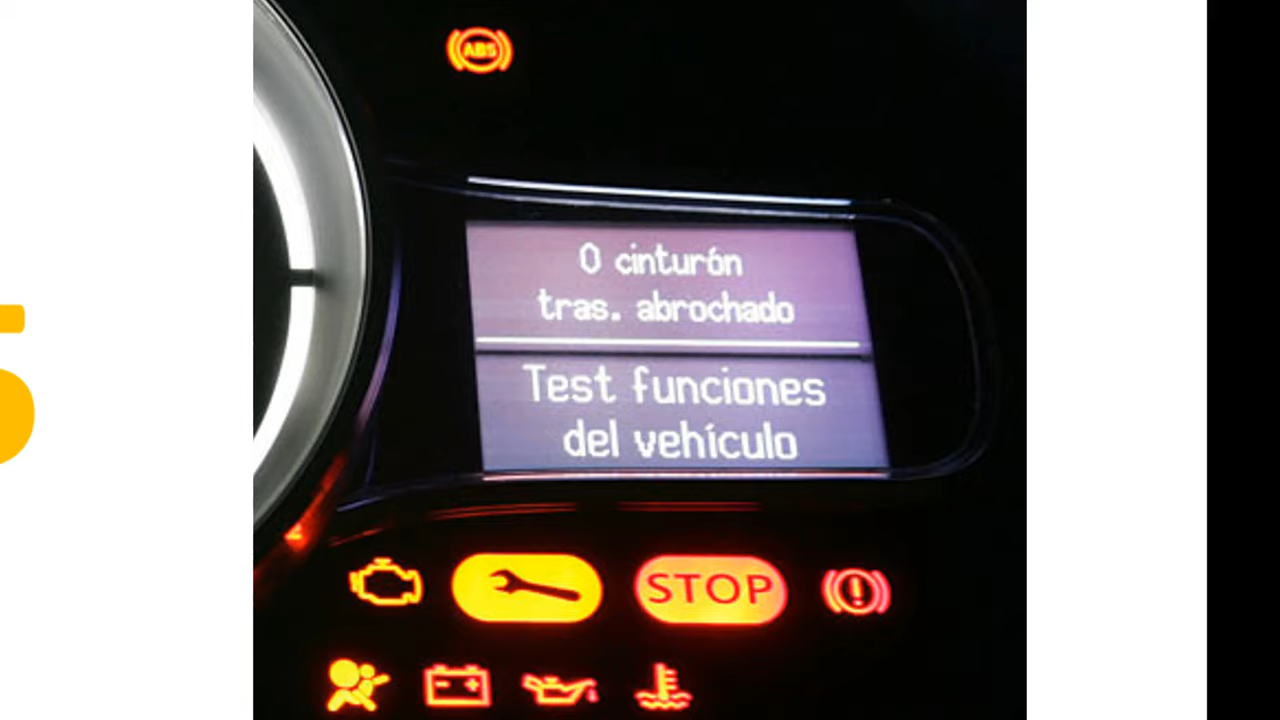 ABS
0 cinturón
tras. abrochado
Test funciones
del vehículo
STOP